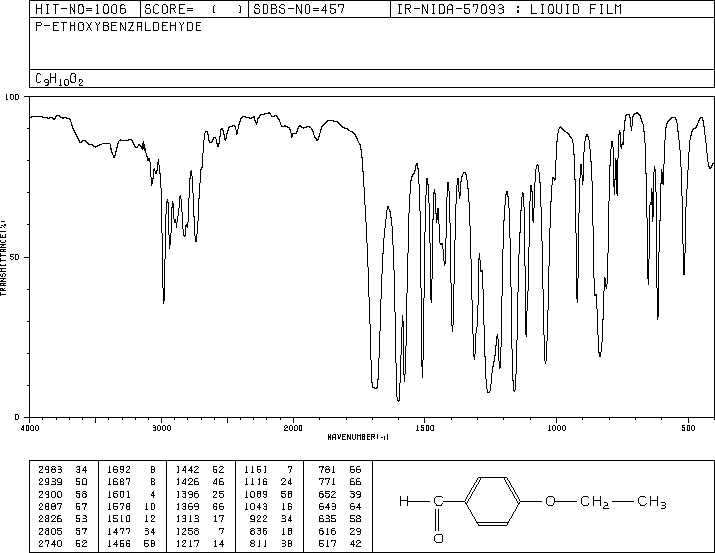 HIT-NO=1006 SCORE= ( ) SDBS-NO=457 IR-NIDA-57093 : LIQUID FILM
P-ETHOXYBENZALDEHYDE
C9H10O2
100
50
0
TRANSMITTANCE(%)
4000 3000 2000 1500 1000 500
WAVENUMBER(-1)
2983 34 1692 8 1442 52 1161 7 781 66
2939 50 1687 8 1426 46 1116 24 771 66
2900 58 1601 4 1396 25 1089 58 652 39
2887 57 1578 10 1369 66 1043 16 643 64
2826 53 1510 12 1313 17 922 34 635 58
2805 57 1477 34 1258 7 836 18 616 29
2740 52 1456 58 1217 14 811 38 517 42
H C O CH2 CH3
O